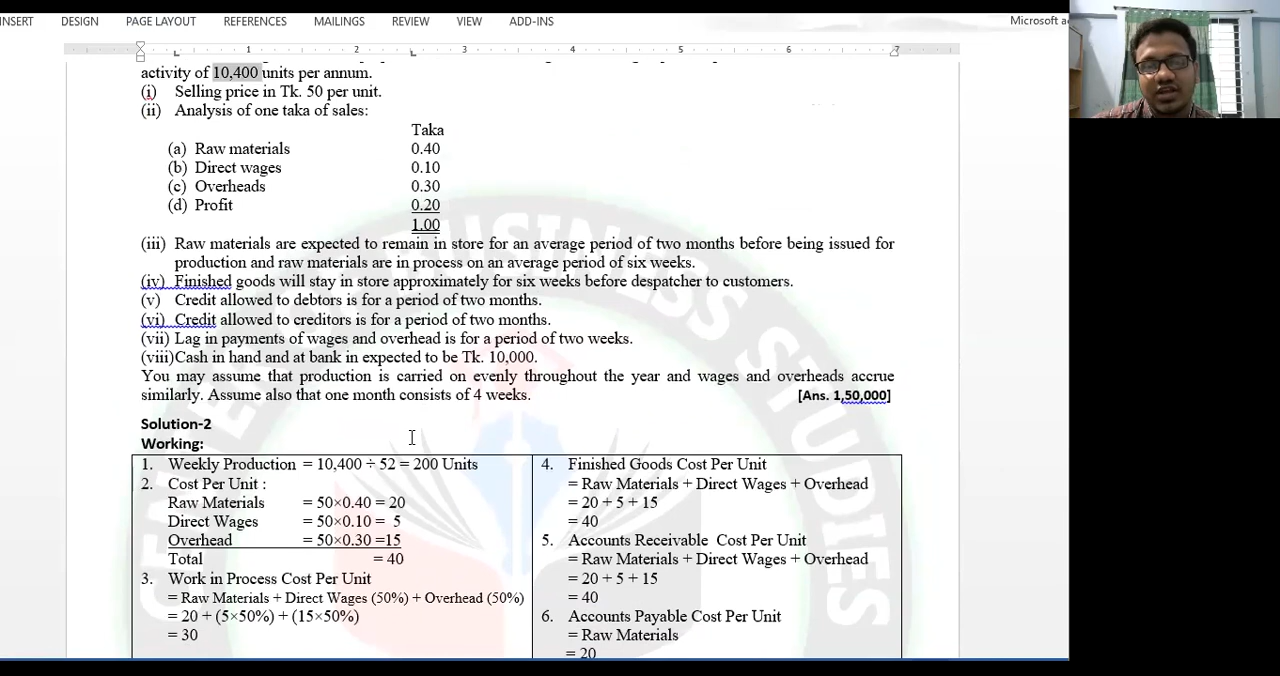 INSERT DESIGN PAGE LAYOUT REFERENCES MAILINGS REVIEW VIEW ADD-INS Microsoft
1 2 3 4 5 6 7
activity of 10,400 units per annum.
(i) Selling price in Tk. 50 per unit.
(ii) Analysis of one taka of sales:
Taka
(a) Raw materials 0.40
(b) Direct wages 0.10
(c) Overheads 0.30
(d) Profit 0.20
1.00
(iii) Raw materials are expected to remain in store for an average period of two months before being issued for
production and raw materials are in process on an average period of six weeks.
(iv) Finished goods will stay in store approximately for six weeks before despatcher to customers.
(v) Credit allowed to debtors is for a period of two months.
(vi) Credit allowed to creditors is for a period of two months.
(vii) Lag in payments of wages and overhead is for a period of two weeks.
(viii) Cash in hand and at bank in expected to be Tk. 10,000.
You may assume that production is carried on evenly throughout the year and wages and overheads accrue
similarly. Assume also that one month consists of 4 weeks. [Ans. 1,50,000]
Solution-2
Working:
1. Weekly Production = 10,400 ÷ 52 = 200 Units
2. Cost Per Unit :
Raw Materials = 50×0.40 = 20
Direct Wages = 50×0.10 = 5
Overhead = 50×0.30 =15
Total = 40
3. Work in Process Cost Per Unit
= Raw Materials + Direct Wages (50%) + Overhead (50%)
= 20 + (5×50%) + (15×50%)
= 30
4. Finished Goods Cost Per Unit
= Raw Materials + Direct Wages + Overhead
= 20 + 5 + 15
= 40
5. Accounts Receivable Cost Per Unit
= Raw Materials + Direct Wages + Overhead
= 20 + 5 + 15
= 40
6. Accounts Payable Cost Per Unit
= Raw Materials
= 20
BUSINESS STUDIES